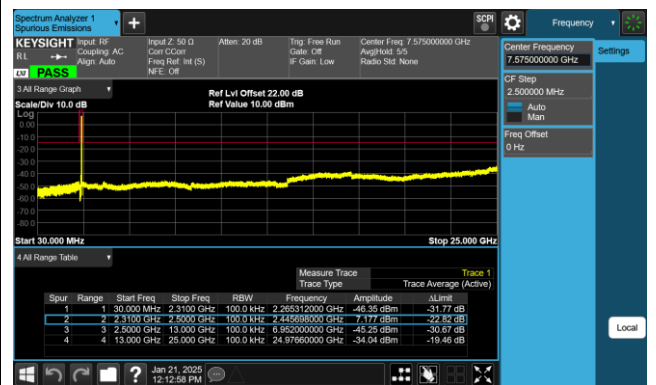 Spectrum Analyzer 1
Spurious Emissions
SCPI
Frequency
KEYSIGHT
RL
LXI
PASS
Input: RF
Coupling: AC
Align: Auto
Input Z: 50 Ω
Corr CCorr
Freq Ref: Int (S)
NFE: Off
Atten: 20 dB
Trig: Free Run
Gate: Off
IF Gain: Low
Center Freq: 7.575000000 GHz
Avg|Hold: 5/5
Radio Std: None
Center Frequency
7.575000000 GHz
Settings
CF Step
2.500000 MHz
Auto
Man
Freq Offset
0 Hz
Local
3 All Range Graph
Scale/Div 10.0 dB
Ref Lvl Offset 22.00 dB
Ref Value 10.00 dBm
Log
0.00
-10.0
-20.0
-30.0
-40.0
-50.0
-60.0
-70.0
-80.0
Start 30.000 MHz
Stop 25.000 GHz
4 All Range Table
Measure Trace Trace 1
Trace Type Trace Average (Active)
Spur Range Start Freq Stop Freq RBW Frequency Amplitude ΔLimit
1 1 30.000 MHz 2.3100 GHz 100.0 kHz 2.265312000 GHz -46.35 dBm -31.77 dB
2 2 2.3100 GHz 2.5000 GHz 100.0 kHz 2.445698000 GHz 7.177 dBm -22.82 dB
3 3 2.5000 GHz 13.000 GHz 100.0 kHz 6.952000000 GHz -45.25 dBm -30.67 dB
4 4 13.000 GHz 25.000 GHz 100.0 kHz 24.97660000 GHz -34.04 dBm -19.46 dB
?
Jan 21, 2025
12:12:58 PM